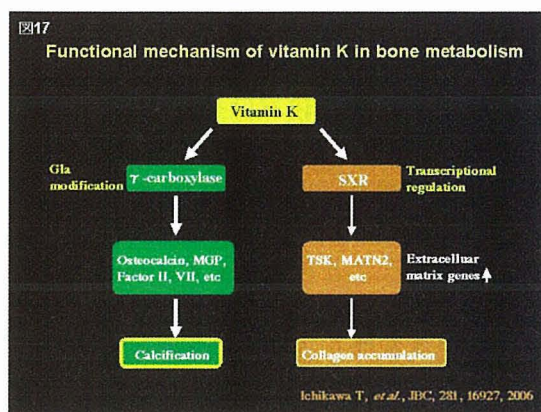 図17
Functional mechanism of vitamin K in bone metabolism
Vitamin K
Gla
modification
γ-carboxylase
SXR
Transcriptional
regulation
Osteocalcin, MGP,
Factor II, VII, etc
TSK, MATN2,
etc
Extracelluar
matrix genes↑
Calcification
Collagen accumulation
Ichikawa T, et al., JBC, 281, 16927, 2006